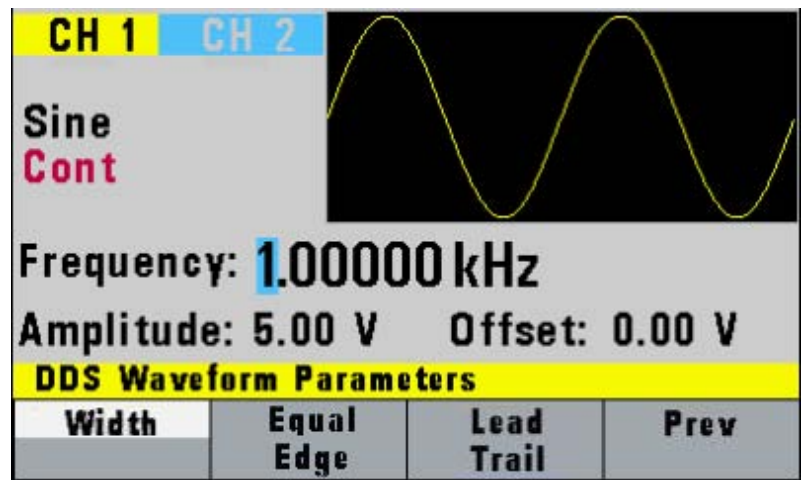 CH 1 CH 2
Sine
Cont
Frequency: 1.00000 kHz
Amplitude: 5.00 V Offset: 0.00 V
DDS Waveform Parameters
Width Equal Edge Lead Trail Prev